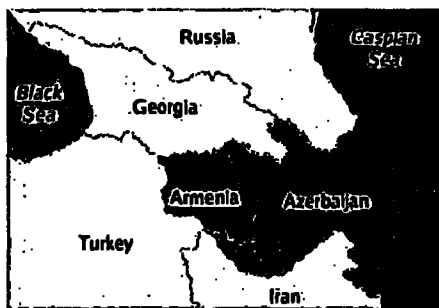 Russia
Caspian
Sea
Black
Sea
Georgia
Armenia
Azerbaijan
Turkey
Iran